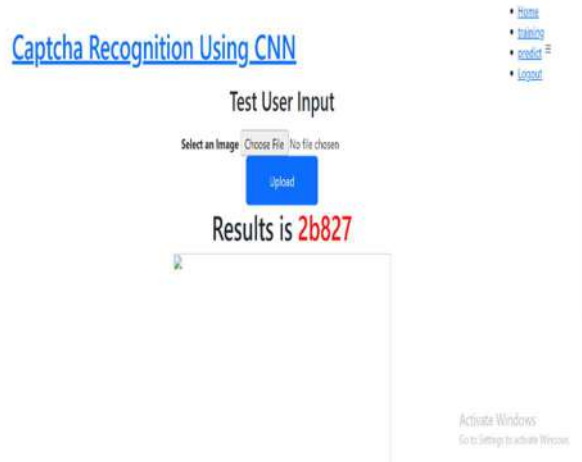 Home
training
predict
Logout
Captcha Recognition Using CNN
Test User Input
Select an Image Choose File No file chosen
Upload
Results is 2b827
Activate Windows
Go to Settings to activate Windows.